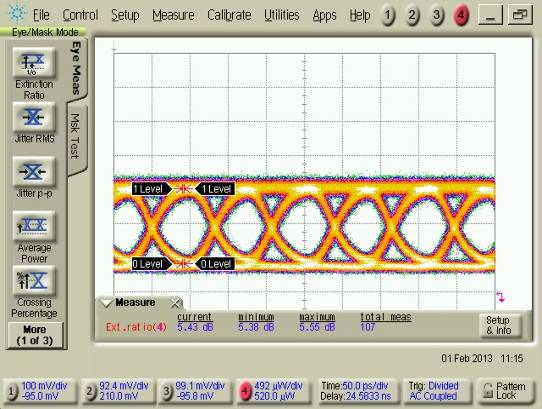 File Control Setup Measure Calibrate Utilities Apps Help 1 2 3 4
Eye/Mask Mode
Eye Meas
Msk Test
1/0
Extinction
Ratio
Jitter RMS
Jitter p-p
Average
Power
Crossing
Percentage
More
(1 of 3)
1 Level 1 Level
0 Level 0 Level
Measure
current minimum maximum total meas
Ext.ratio(4) 5.43 dB 5.38 dB 5.55 dB 107
Setup
& Info
01 Feb 2013 11:15
1 100 mV/div
-95.0 mV
2 92.4 mV/div
210.0 mV
3 99.1 mV/div
-95.8 mV
4 492 µW/div
520.0 µW
Time:50.0 ps/div
Delay:24.5833 ns
Trig: Divided
AC Coupled
Pattern
Lock